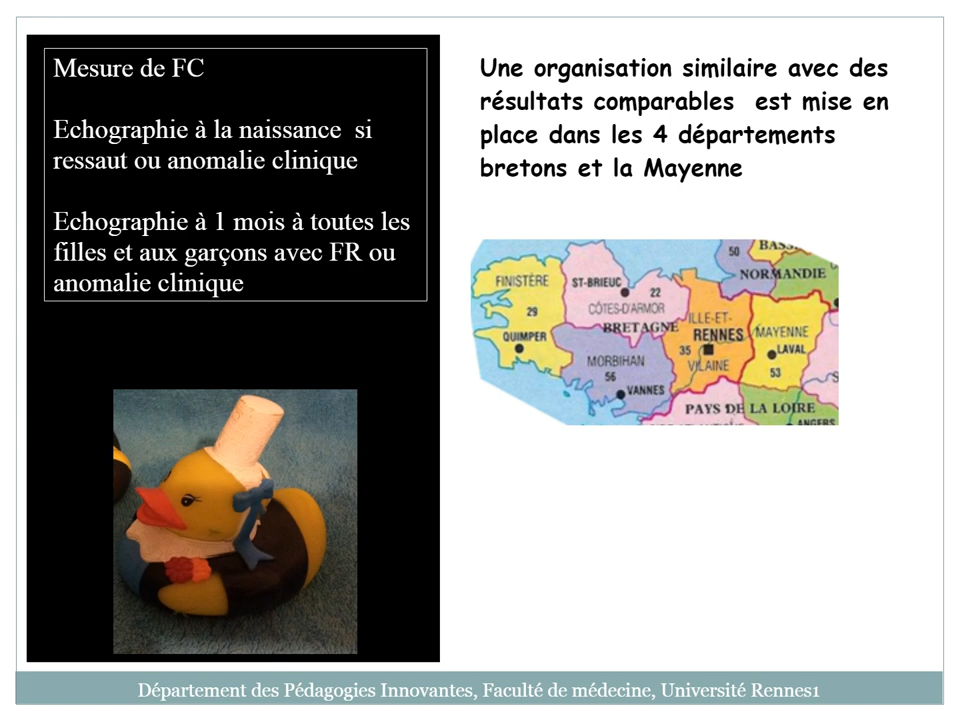 Mesure de FC
Echographie à la naissance si
ressaut ou anomalie clinique
Echographie à 1 mois à toutes les
filles et aux garçons avec FR ou
anomalie clinique
Une organisation similaire avec des
résultats comparables est mise en
place dans les 4 départements
bretons et la Mayenne
50
NORMANDIE
FINISTÈRE
ST-BRIEUC
22
CÔTES-D'ARMOR
29
BRETAGNE
ILLE-ET-
RENNES
MAYENNE
QUIMPER
LAVAL
MORBIHAN
35
VILAINE
56
53
VANNES
PAYS DE LA LOIRE
ANGERS
Département des Pédagogies Innovantes, Faculté de médecine, Université Rennes1